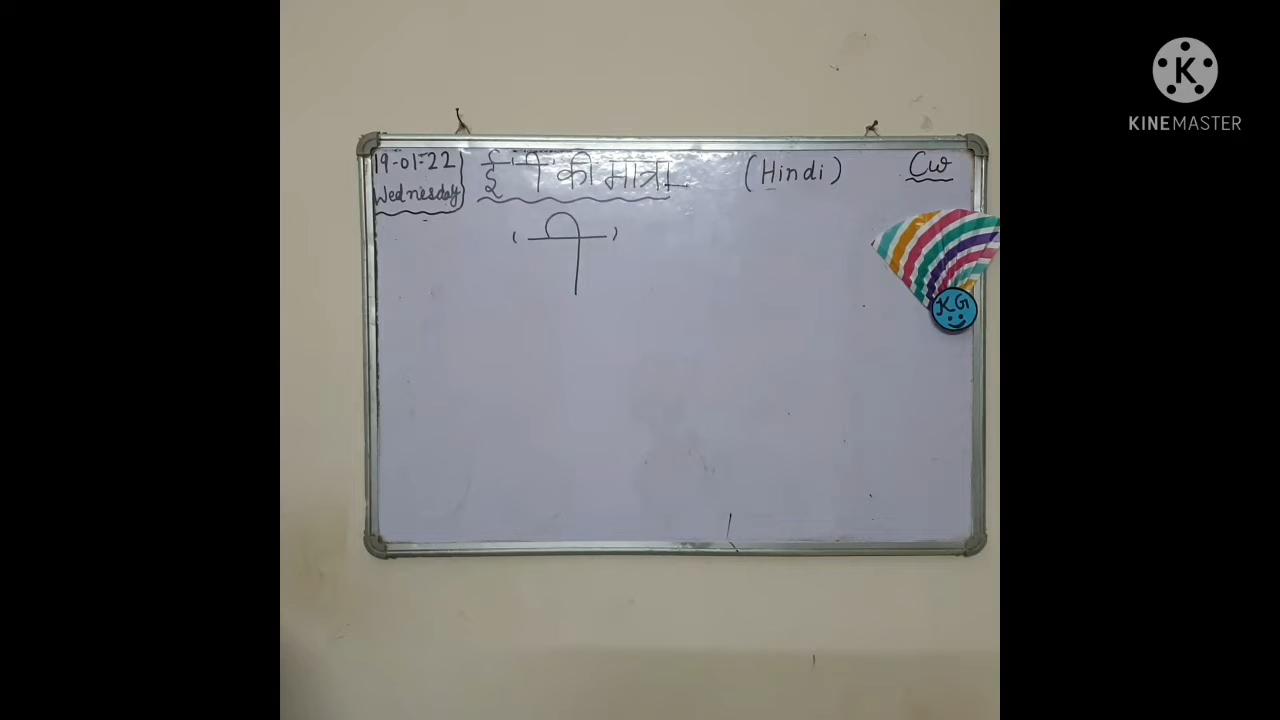 19-01-22 ई ी की मात्रा (Hindi) Cw
Wednesday
( ी )
KG
KINEMASTER